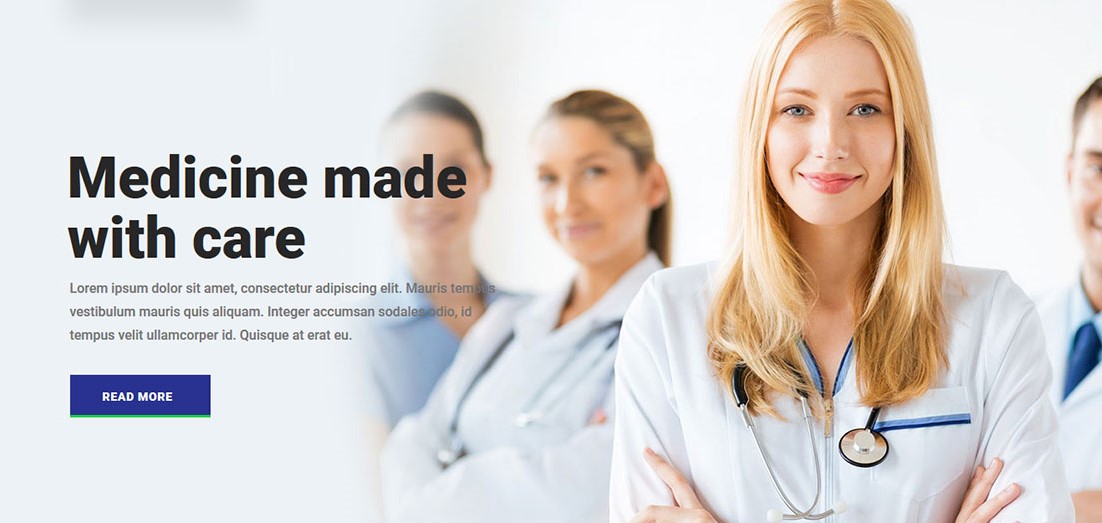 Medicine made
with care
Lorem ipsum dolor sit amet, consectetur adipiscing elit. Mauris tempus
vestibulum mauris quis aliquam. Integer accumsan sodales odio, id
tempus velit ullamcorper id. Quisque at erat eu.
READ MORE